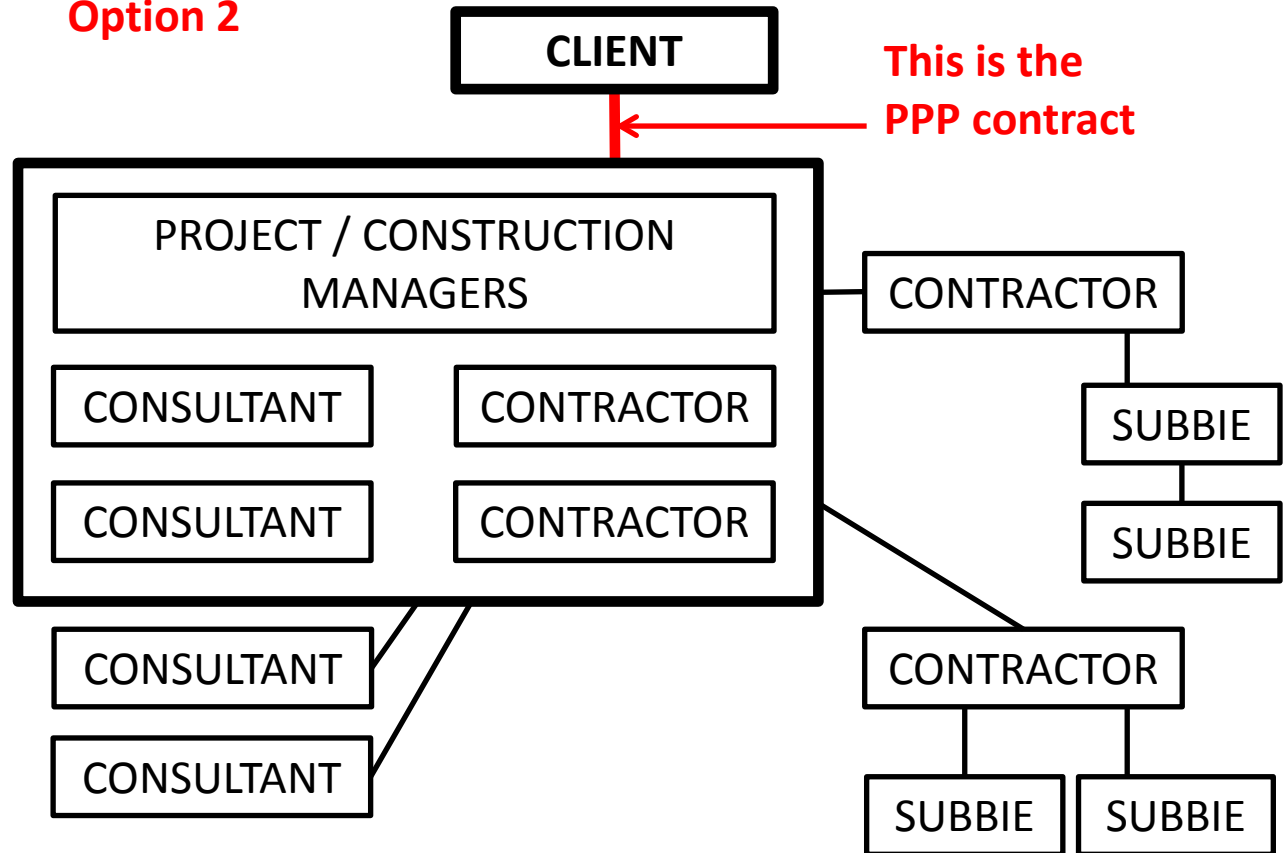 Option 2
CLIENT
This is the
PPP contract
PROJECT / CONSTRUCTION
MANAGERS
CONTRACTOR
CONSULTANT
CONTRACTOR
SUBBIE
CONSULTANT
CONTRACTOR
SUBBIE
CONSULTANT
CONTRACTOR
CONSULTANT
SUBBIE
SUBBIE